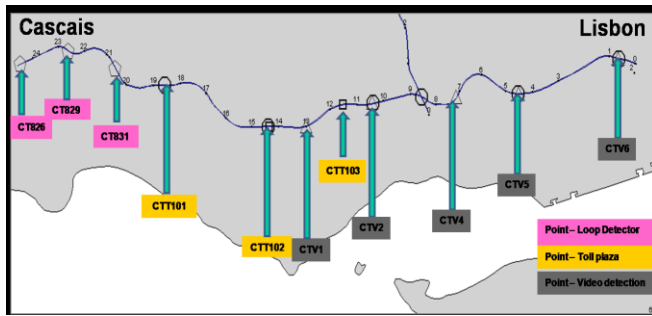 Cascais
Lisbon
23
24
22
21
20
19
18
17
16
15
14
13
12
11
10
9
0
8
7
6
5
4
3
1
0
2
CT826
CT829
CT831
CTT101
CTT102
CTV1
CTT103
CTV2
CTV4
CTV5
CTV6
Point – Loop Detector
Point – Toll plaza
Point – Video detection